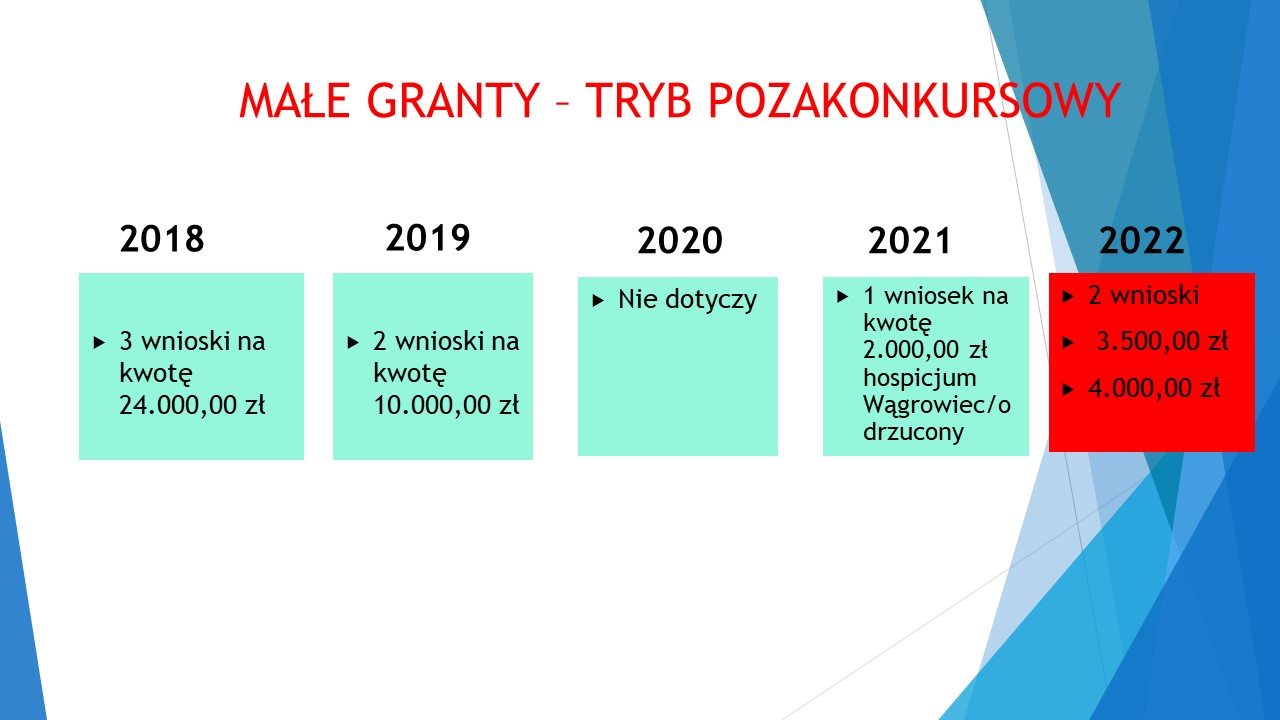 MAŁE GRANTY – TRYB POZAKONKURSOWY
2018
3 wnioski na
kwotę
24.000,00 zł
2019
2 wnioski na
kwotę
10.000,00 zł
2020
Nie dotyczy
2021
1 wniosek na
kwotę
2.000,00 zł
hospicjum
Wągrowiec/o
drzucony
2022
2 wnioski
3.500,00 zł
4.000,00 zł